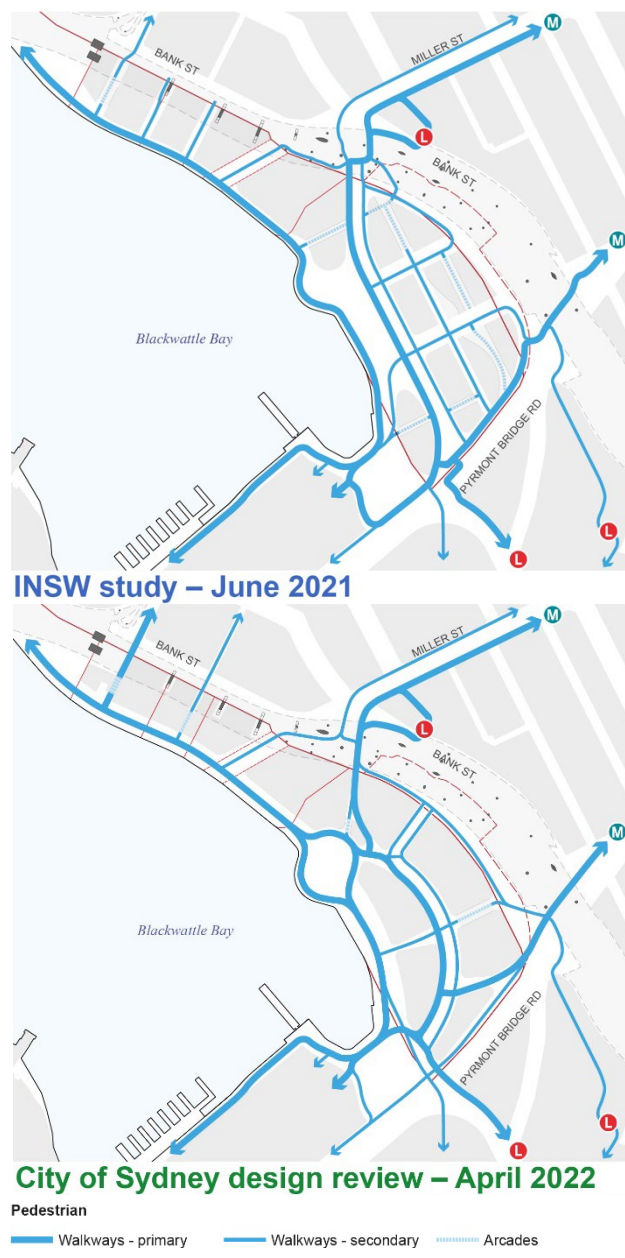 M
MILLER ST
BANK ST
L
BANK ST
M
Blackwattle Bay
PYRMONT BRIDGE RD
L
L
INSW study – June 2021
M
BANK ST
MILLER ST
L
BANK ST
M
Blackwattle Bay
PYRMONT BRIDGE RD
L
L
City of Sydney design review – April 2022
Pedestrian
Walkways - primary Walkways - secondary Arcades